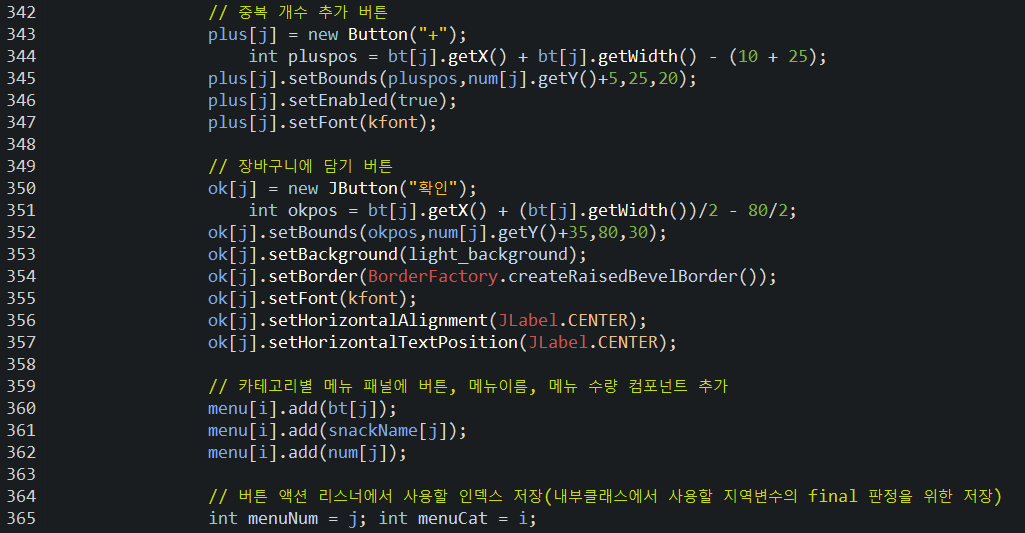 342                 // 중복 개수 추가 버튼
343                 plus[j] = new Button("+");
344                     int pluspos = bt[j].getX() + bt[j].getWidth() - (10 + 25);
345                 plus[j].setBounds(pluspos,num[j].getY()+5,25,20);
346                 plus[j].setEnabled(true);
347                 plus[j].setFont(kfont);
348
349                 // 장바구니에 담기 버튼
350                 ok[j] = new JButton("확인");
351                     int okpos = bt[j].getX() + (bt[j].getWidth())/2 - 80/2;
352                 ok[j].setBounds(okpos,num[j].getY()+35,80,30);
353                 ok[j].setBackground(light_background);
354                 ok[j].setBorder(BorderFactory.createRaisedBevelBorder());
355                 ok[j].setFont(kfont);
356                 ok[j].setHorizontalAlignment(JLabel.CENTER);
357                 ok[j].setHorizontalTextPosition(JLabel.CENTER);
358
359                 // 카테고리별 메뉴 패널에 버튼, 메뉴이름, 메뉴 수량 컴포넌트 추가
360                 menu[i].add(bt[j]);
361                 menu[i].add(snackName[j]);
362                 menu[i].add(num[j]);
363
364                 // 버튼 액션 리스너에서 사용할 인덱스 저장(내부클래스에서 사용할 지역변수의 final 판정을 위한 저장)
365                 int menuNum = j; int menuCat = i;